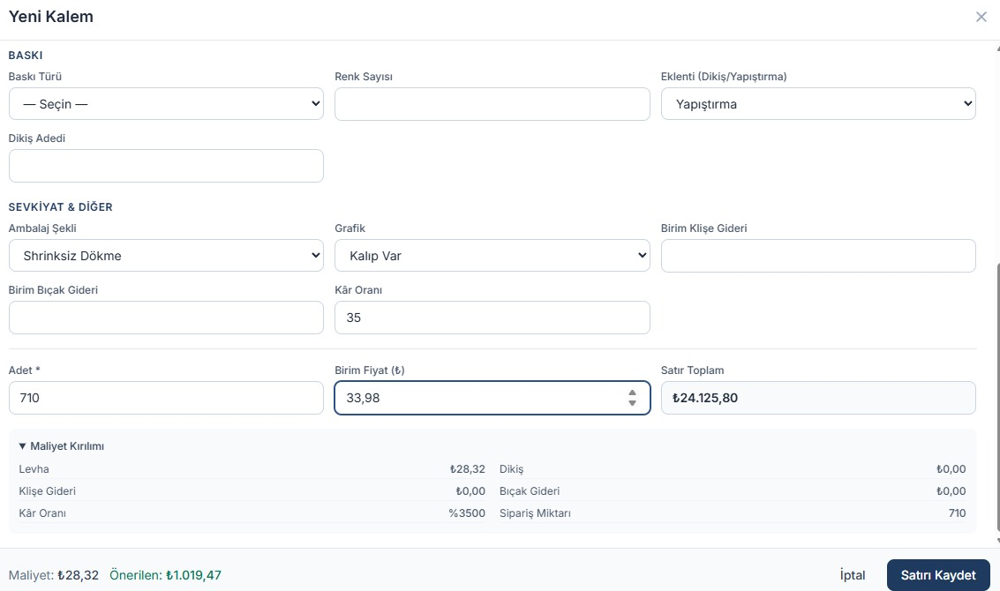 Yeni Kalem
BASKI
Baskı Türü Renk Sayısı Eklenti (Dikiş/Yapıştırma)
— Seçin — Yapıştırma
Dikiş Adedi
SEVKİYAT & DİĞER
Ambalaj Şekli Grafik Birim Klişe Gideri
Shrinksiz Dökme Kalıp Var
Birim Bıçak Gideri Kâr Oranı
35
Adet * Birim Fiyat (₺) Satır Toplam
710 33,98 ₺24.125,80
▼ Maliyet Kırılımı
Levha ₺28,32 Dikiş ₺0,00
Klişe Gideri ₺0,00 Bıçak Gideri ₺0,00
Kâr Oranı %3500 Sipariş Miktarı 710
Maliyet: ₺28,32 Önerilen: ₺1.019,47 İptal Satırı Kaydet